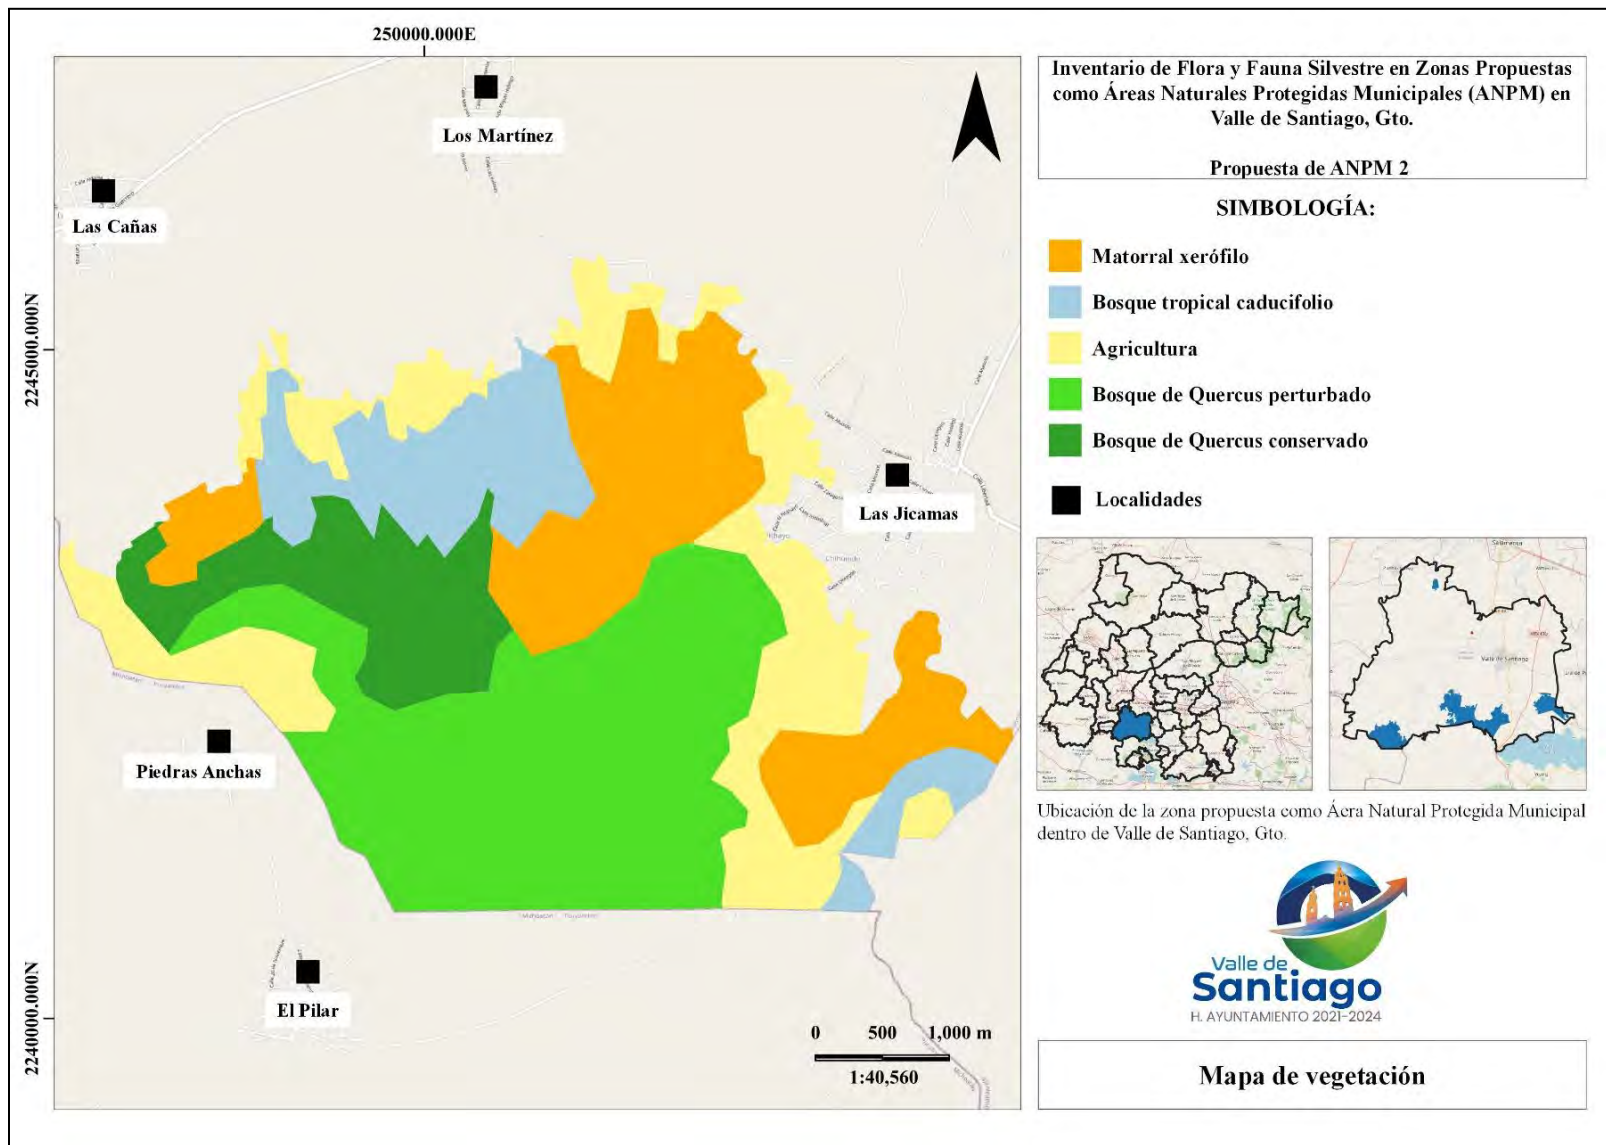 250000.000E
2245000.000N
2240000.000N
Los Martínez
Las Cañas
Las Jicamas
Piedras Anchas
El Pilar
0 500 1,000 m
1:40,560
Inventario de Flora y Fauna Silvestre en Zonas Propuestas
como Áreas Naturales Protegidas Municipales (ANPM) en
Valle de Santiago, Gto.
Propuesta de ANPM 2
SIMBOLOGÍA:
Matorral xerófilo
Bosque tropical caducifolio
Agricultura
Bosque de Quercus perturbado
Bosque de Quercus conservado
Localidades
Valle de Santiago
Ubicación de la zona propuesta como Ácra Natural Protegida Municipal
dentro de Valle de Santiago, Gto.
Valle de
Santiago
H. AYUNTAMIENTO 2021-2024
Mapa de vegetación